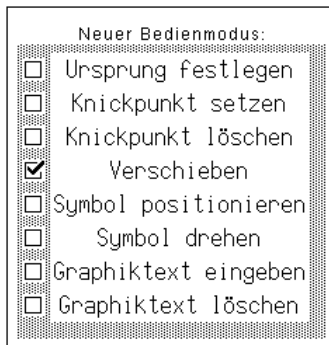 Neuer Bedienmodus:
Ursprung festlegen
Knickpunkt setzen
Knickpunkt löschen
Verschieben
Symbol positionieren
Symbol drehen
Graphiktext eingeben
Graphiktext löschen